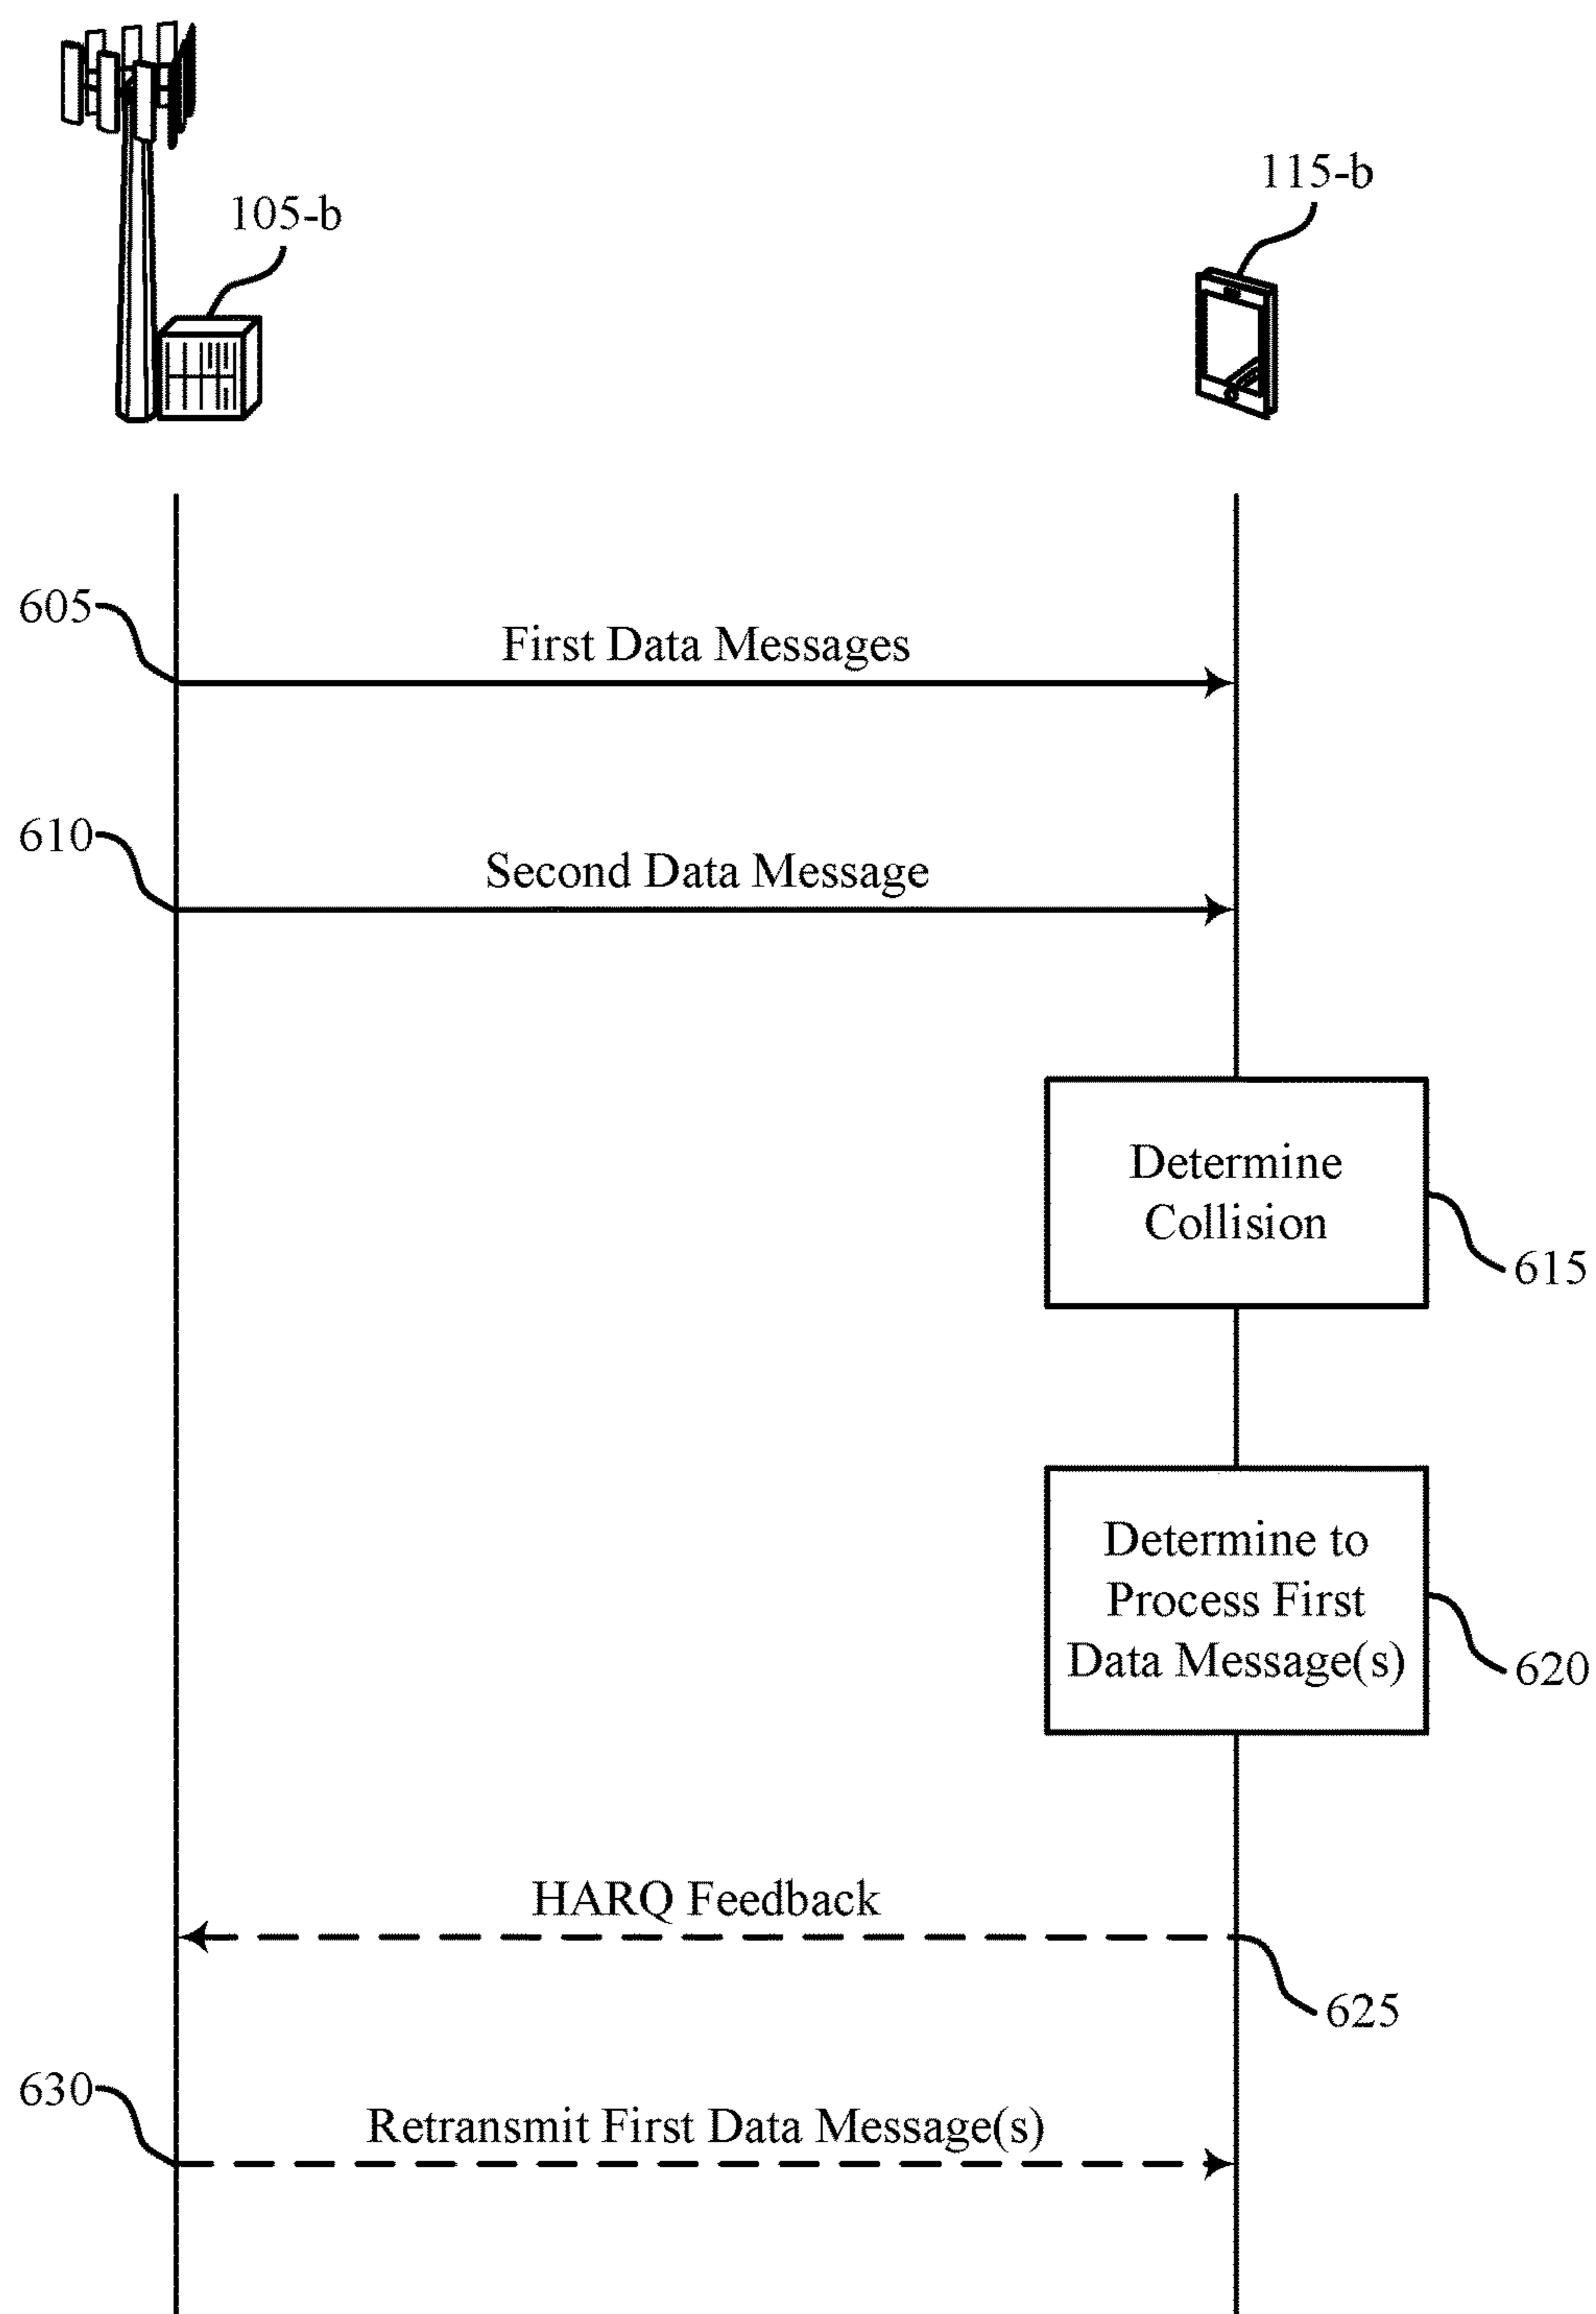 105-b
115-b
605
First Data Messages
610
Second Data Message
Determine
Collision
615
Determine to
Process First
Data Message(s)
620
HARQ Feedback
625
630
Retransmit First Data Message(s)